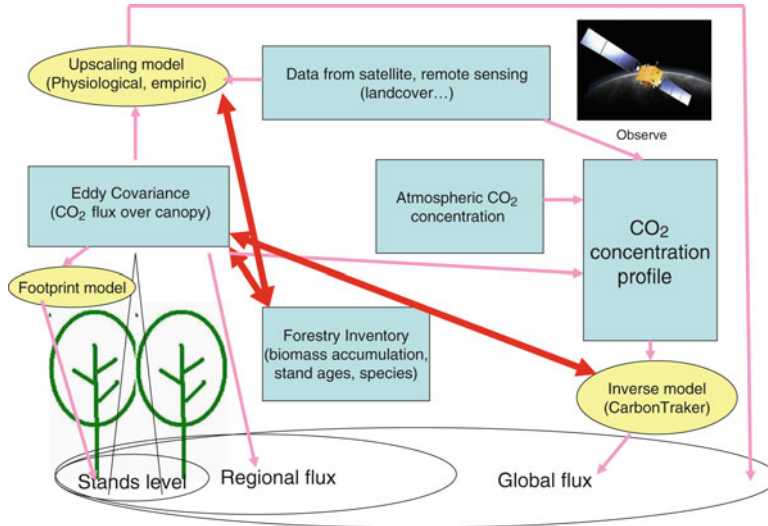 Upscaling model
(Physiological, empiric)
Data from satellite, remote sensing
(landcover...)
Observe
Eddy Covariance
(CO₂ flux over canopy)
Atmospheric CO₂
concentration
CO₂
concentration
profile
Footprint model
Forestry Inventory
(biomass accumulation,
stand ages, species)
Inverse model
(CarbonTraker)
Stands level
Regional flux
Global flux